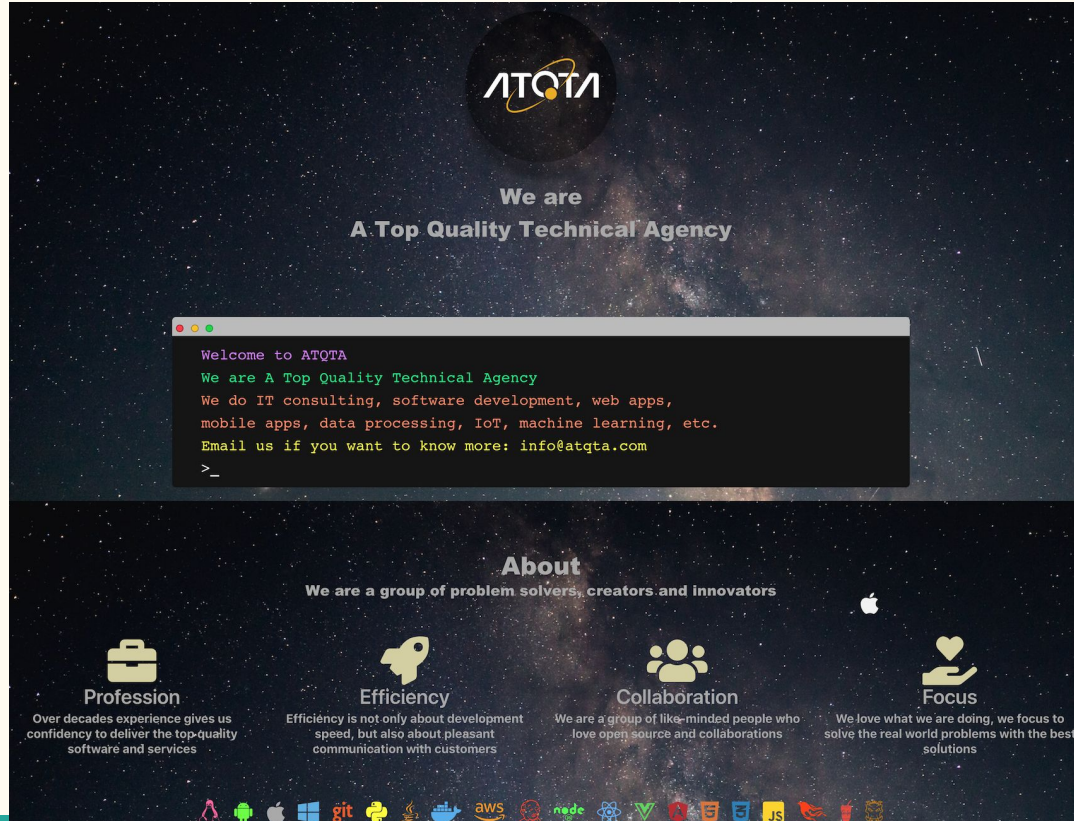 ATQTA
We are
A Top Quality Technical Agency
Welcome to ATQTA
We are A Top Quality Technical Agency
We do IT consulting, software development, web apps,
mobile apps, data processing, IoT, machine learning, etc.
Email us if you want to know more: info@atqta.com
>_
About
We are a group of problem solvers, creators and innovators
Profession
Over decades experience gives us
confidency to deliver the top-quality
software and services
Efficiency
Efficiency is not only about development
speed, but also about pleasant
communication with customers
Collaboration
We are a group of like-minded people who
love open source and collaborations
Focus
We love what we are doing, we focus to
solve the real world problems with the best
solutions
git aws node JS